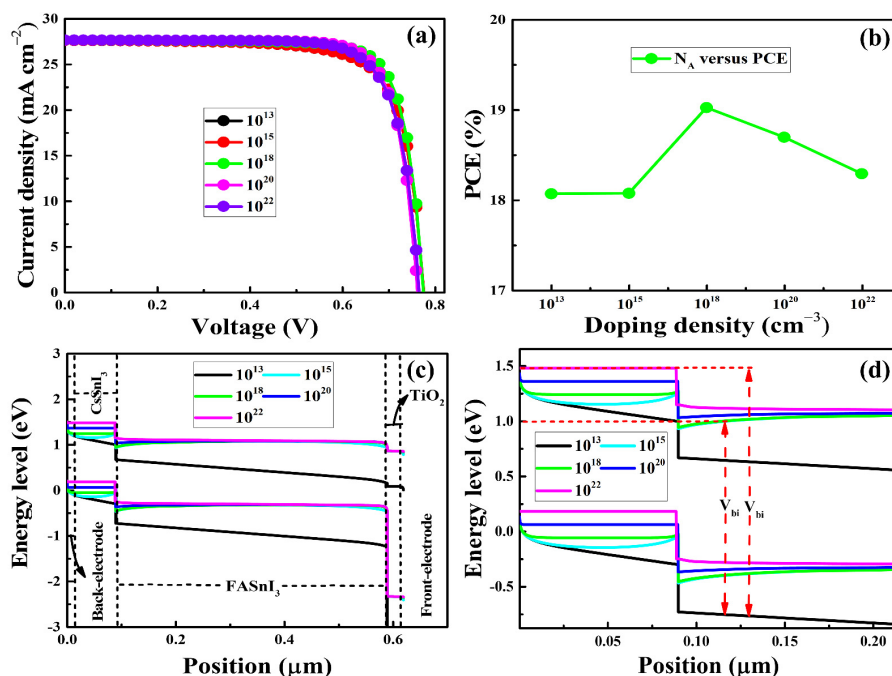 (a)
Current density (mA cm⁻²)
30
25
20
15
10
5
0
10¹³
10¹⁵
10¹⁸
10²⁰
10²²
0.0 0.2 0.4 0.6 0.8
Voltage (V)
(b)
N_A versus PCE
PCE (%)
20
19
18
17
10¹³ 10¹⁵ 10¹⁸ 10²⁰ 10²²
Doping density (cm⁻³)
(c)
Energy level (eV)
3
2
1
0
-1
-2
-3
CsSnI₃
10¹³ 10¹⁵
10¹⁸ 10²⁰
10²²
TiO₂
Back-electrode
FASnI₃
Front-electrode
0.0 0.2 0.4 0.6
Position (μm)
(d)
Energy level (eV)
1.5
1.0
0.5
0.0
-0.5
10¹³ 10¹⁵
10¹⁸ 10²⁰
10²²
V_bi V_bi
0.05 0.10 0.15 0.20
Position (μm)